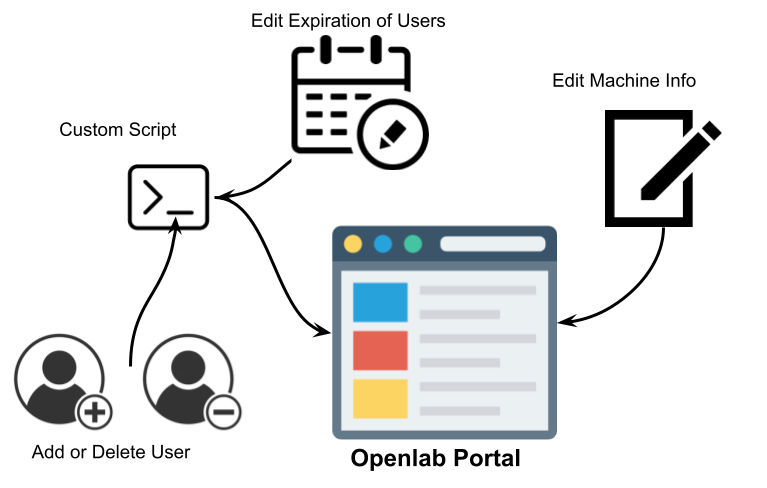 Edit Expiration of Users
Edit Machine Info
Custom Script
Add or Delete User
Openlab Portal